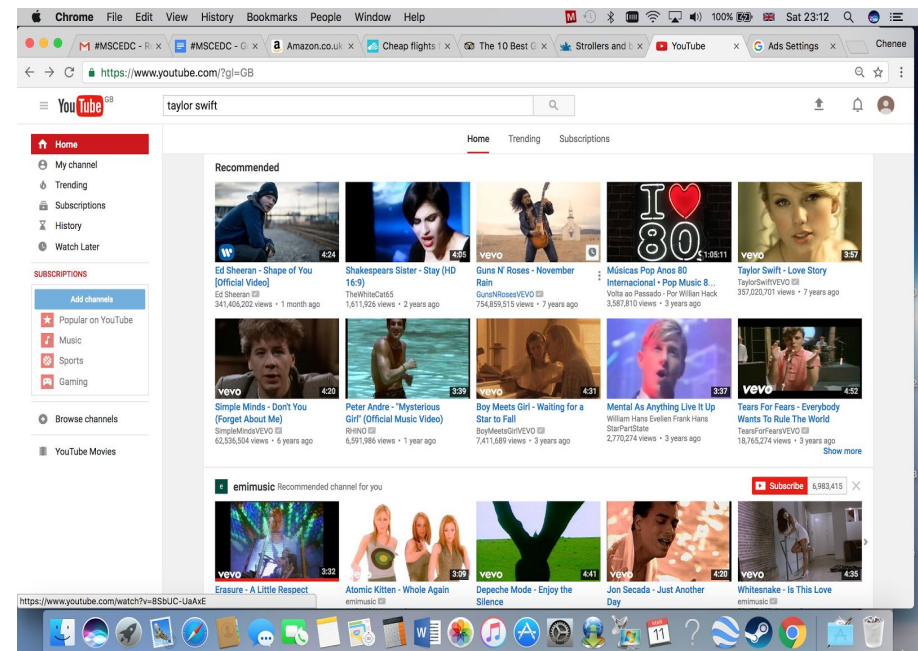 Chrome File Edit View History Bookmarks People Window Help
100%
Sat 23:12
#MSCEDC - R
#MSCEDC - G
Amazon.co.uk
Cheap flights
The 10 Best G
Strollers and b
YouTube
Ads Settings
Chenee
https://www.youtube.com/?gl=GB
YouTube GB
taylor swift
Home Trending Subscriptions
Home
My channel
Trending
Subscriptions
History
Watch Later
SUBSCRIPTIONS
Add channels
Popular on YouTube
Music
Sports
Gaming
Browse channels
YouTube Movies
Recommended
4:24
Ed Sheeran - Shape of You
[Official Video]
Ed Sheeran
341,406,202 views • 1 month ago
4:05
Shakespears Sister - Stay (HD
16:9)
TheWhiteCat65
1,611,926 views • 2 years ago
vevo
Guns N' Roses - November
Rain
GunsNRosesVEVO
754,859,515 views • 7 years ago
I
80
1:05:11
Músicas Pop Anos 80
Internacional • Pop Music 8...
Volta ao Passado - Por Willian Hack
3,587,810 views • 3 years ago
vevo 3:57
Taylor Swift - Love Story
TaylorSwiftVEVO
357,020,701 views • 7 years ago
vevo 4:20
Simple Minds - Don't You
(Forget About Me)
SimpleMindsVEVO
62,536,504 views • 6 years ago
3:39
Peter Andre - "Mysterious
Girl" (Official Music Video)
RHINO
6,591,986 views • 1 year ago
vevo 4:31
Boy Meets Girl - Waiting for a
Star to Fall
BoyMeetsGirlVEVO
7,411,689 views • 3 years ago
3:37
Mental As Anything Live It Up
William Hans Evelien Frank Hans
StarPartState
2,770,274 views • 3 years ago
vevo 4:52
Tears For Fears - Everybody
Wants To Rule The World
TearsForFearsVEVO
18,765,274 views • 3 years ago
Show more
e emimusic Recommended channel for you
Subscribe 6,983,415
vevo 3:32
Erasure - A Little Respect
3:09
Atomic Kitten - Whole Again
emimusic
vevo 4:41
Depeche Mode - Enjoy the
Silence
vevo 4:20
Jon Secada - Just Another
Day
vevo 4:35
Whitesnake - Is This Love
emimusic
https://www.youtube.com/watch?v=8SbUC-UaAxE
MAR
11